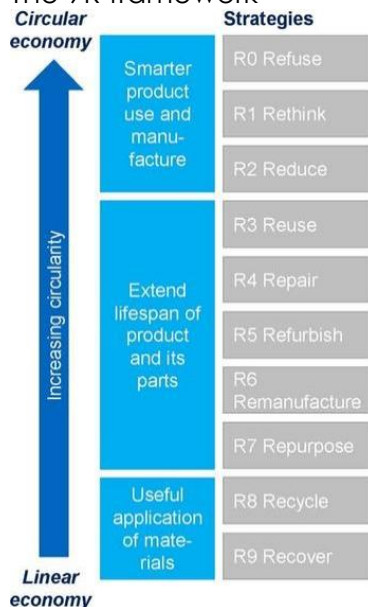 The 9R framework
Circular
economy
Strategies
Increasing circularity
Smarter
product
use and
manu-
facture
R0 Refuse
R1 Rethink
R2 Reduce
Extend
lifespan of
product
and its
parts
R3 Reuse
R4 Repair
R5 Refurbish
R6
Remanufacture
R7 Repurpose
Useful
application
of mate-
rials
R8 Recycle
R9 Recover
Linear
economy